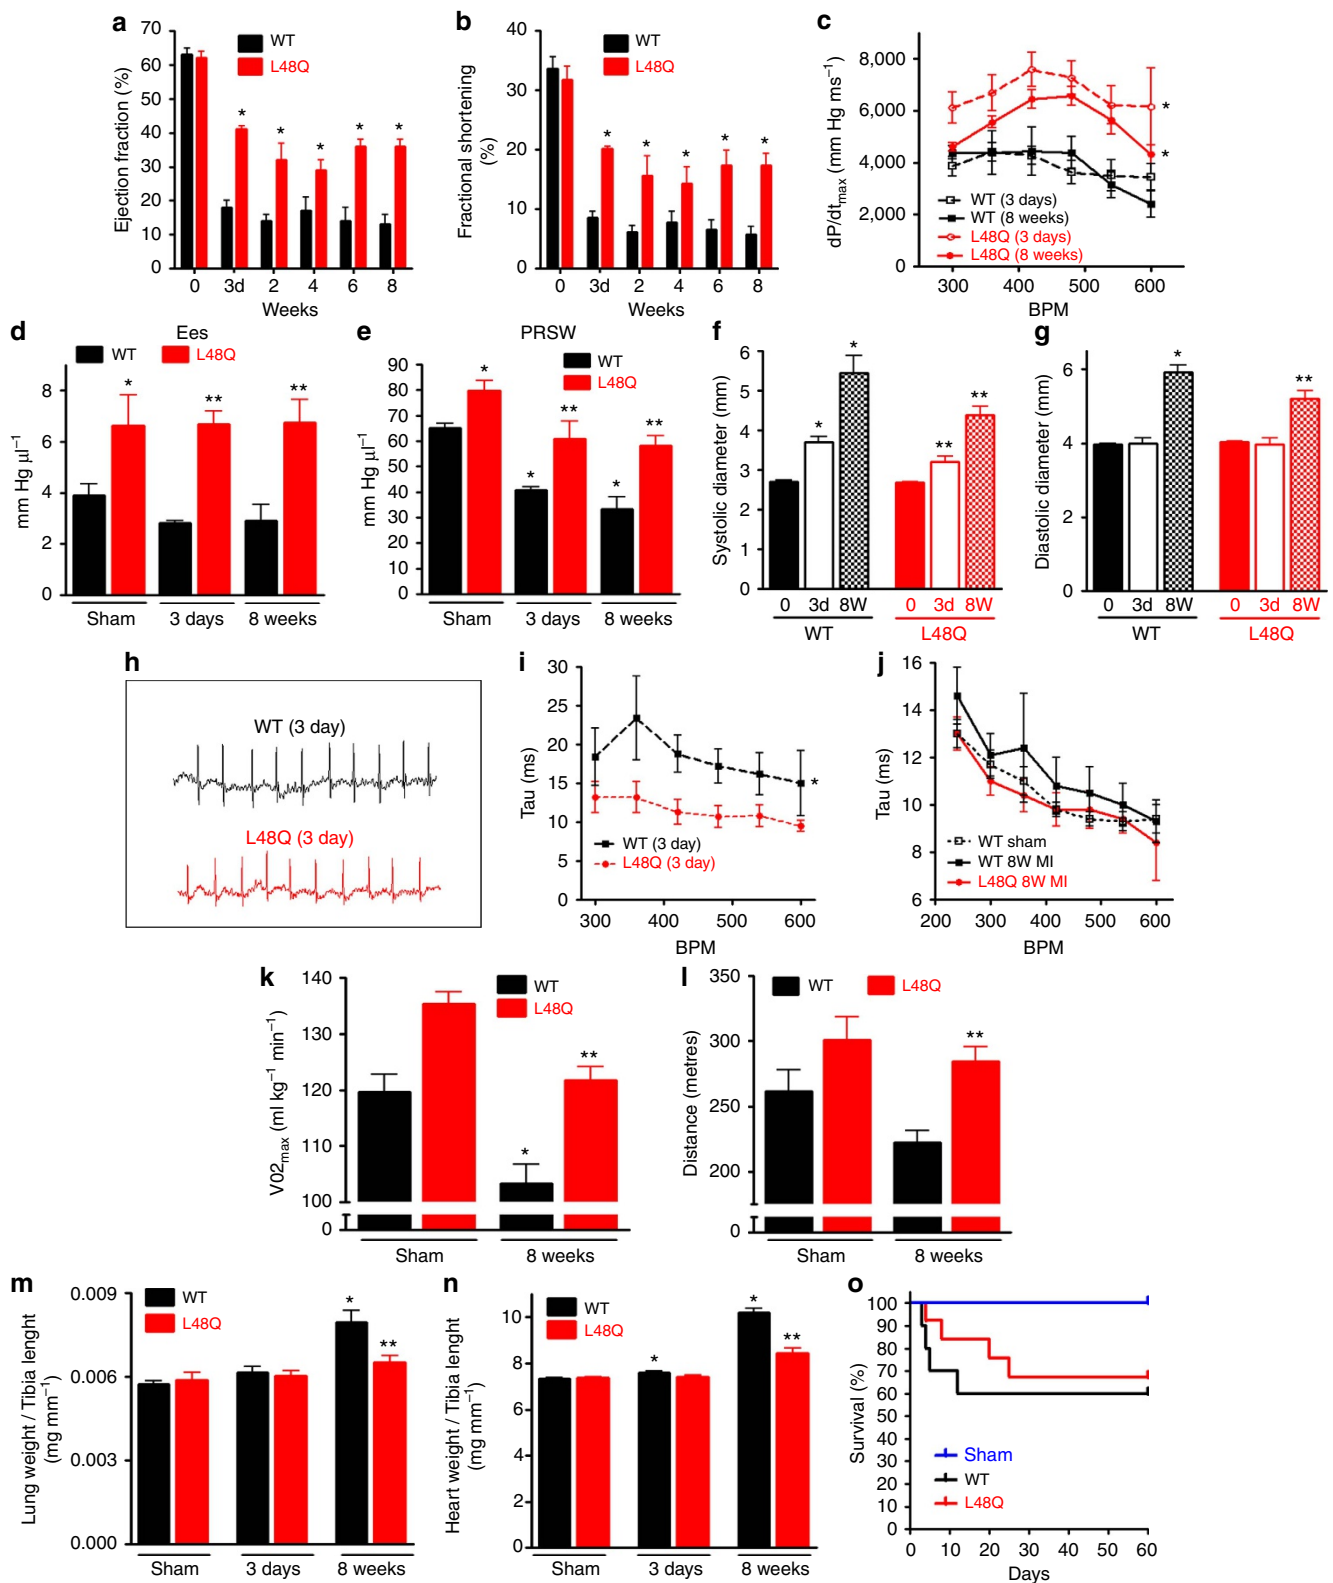 a
b
c
70
60
50
40
30
20
10
0
Ejection fraction (%)
WT
L48Q
*
*
*
*
*
0 3d 2 4 6 8
Weeks
40
30
20
10
0
Fractional shortening
(%)
WT
L48Q
*
*
*
*
*
0 3d 2 4 6 8
Weeks
8,000
6,000
4,000
2,000
0
dP/dtmax (mm Hg ms−1)
*
*
WT (3 days)
WT (8 weeks)
L48Q (3 days)
L48Q (8 weeks)
300 400 500 600
BPM
d
Ees
WT
L48Q
8
6
4
2
0
mm Hg µl−1
*
**
**
Sham 3 days 8 weeks
e
PRSW
90
80
70
60
50
40
30
20
10
0
mm Hg µl−1
WT
L48Q
*
*
**
*
**
Sham 3 days 8 weeks
f
6
5
4
3
2
1
0
Systolic diameter (mm)
*
*
**
**
0 3d 8W 0 3d 8W
WT L48Q
g
6
4
2
0
Diastolic diameter (mm)
*
**
0 3d 8W 0 3d 8W
WT L48Q
h
WT (3 day)
L48Q (3 day)
i
30
25
20
15
10
5
0
Tau (ms)
*
WT (3 day)
L48Q (3 day)
300 400 500 600
BPM
j
16
14
12
10
8
6
Tau (ms)
WT sham
WT 8W MI
L48Q 8W MI
200 300 400 500 600
BPM
k
140
130
120
110
100
0
V02max (ml kg−1 min−1)
WT
L48Q
*
**
Sham 8 weeks
l
350
300
250
200
0
Distance (metres)
WT
L48Q
**
Sham 8 weeks
m
0.009
0.006
0.003
0.000
Lung weight / Tibia lenght
(mg mm−1)
WT
L48Q
*
**
Sham 3 days 8 weeks
n
10
8
6
4
2
0
Heart weight / Tibia lenght
(mg mm−1)
WT
L48Q
*
*
**
Sham 3 days 8 weeks
o
100
90
80
70
60
50
40
30
20
10
0
Survival (%)
Sham
WT
L48Q
0 10 20 30 40 50 60
Days